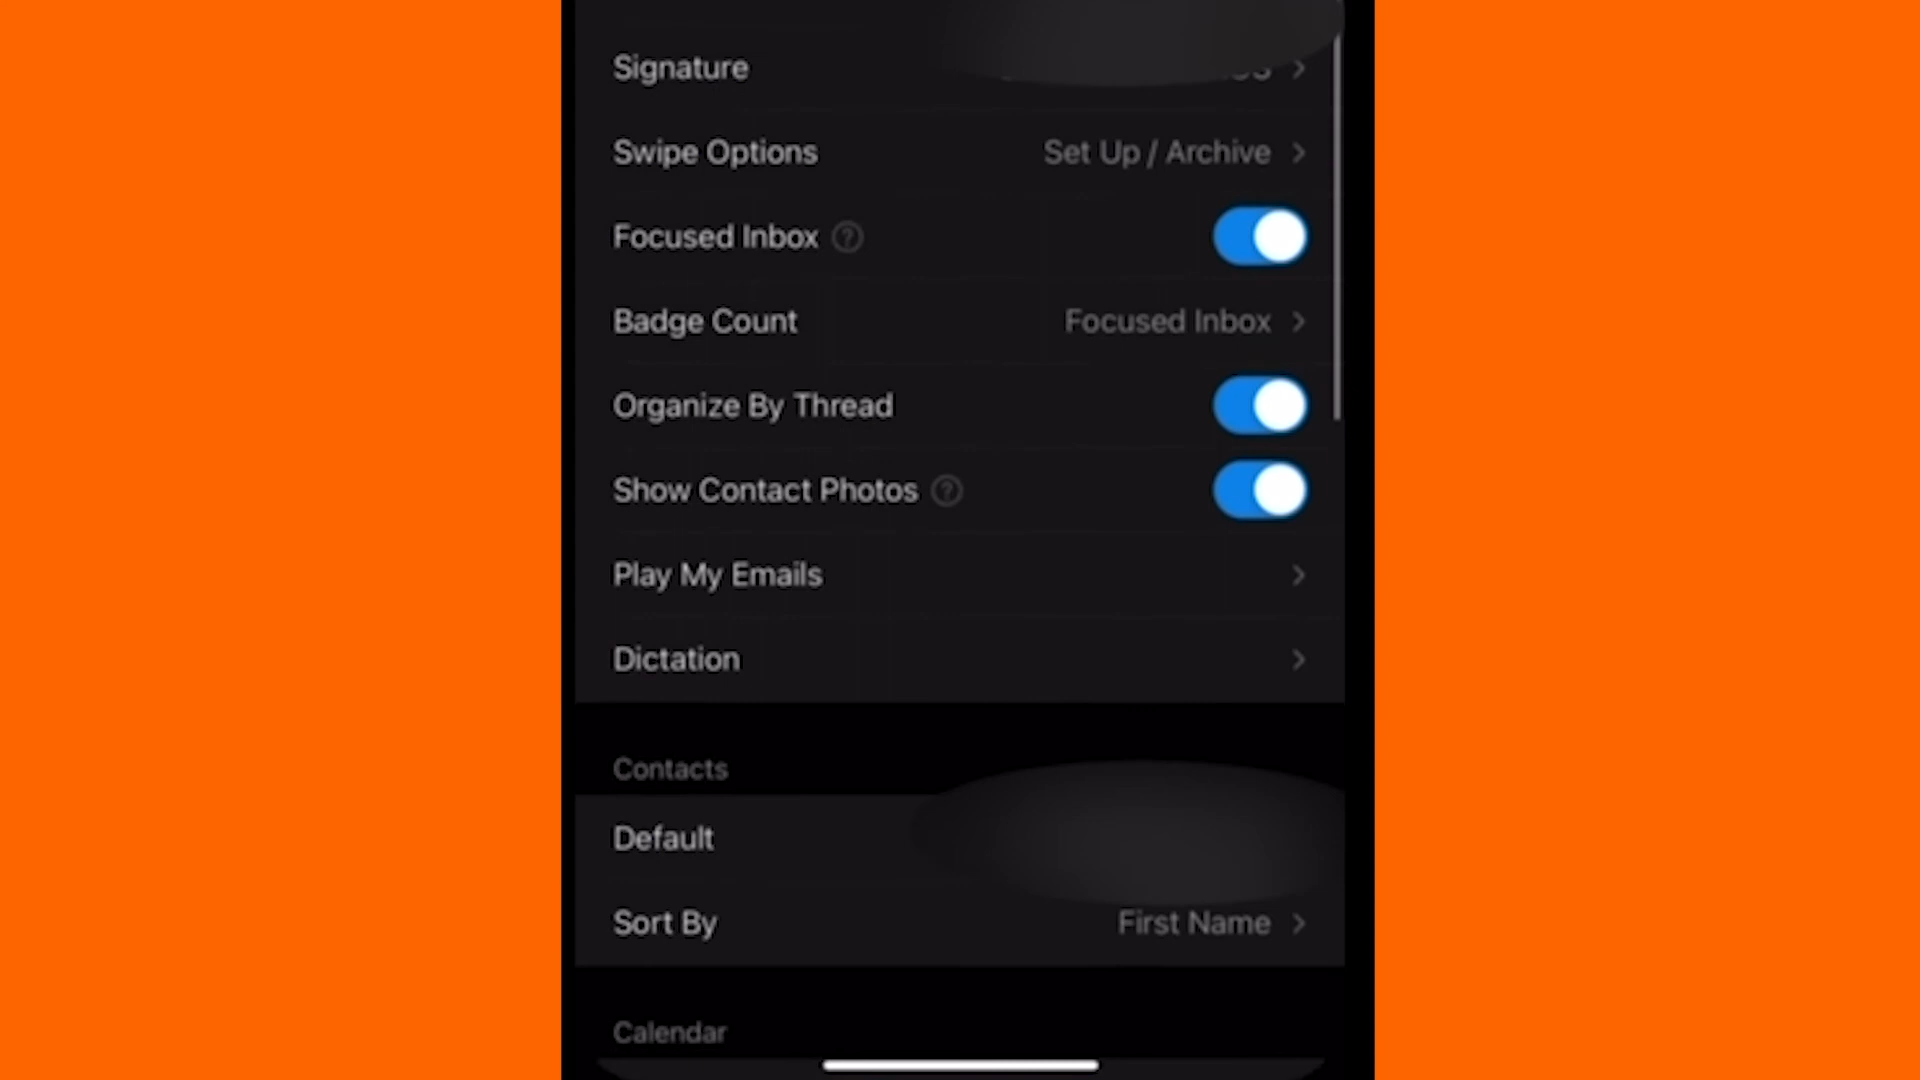 Signature
Swipe Options Set Up / Archive
Focused Inbox ?
Badge Count Focused Inbox
Organize By Thread
Show Contact Photos ?
Play My Emails
Dictation
Contacts
Default
Sort By First Name
Calendar